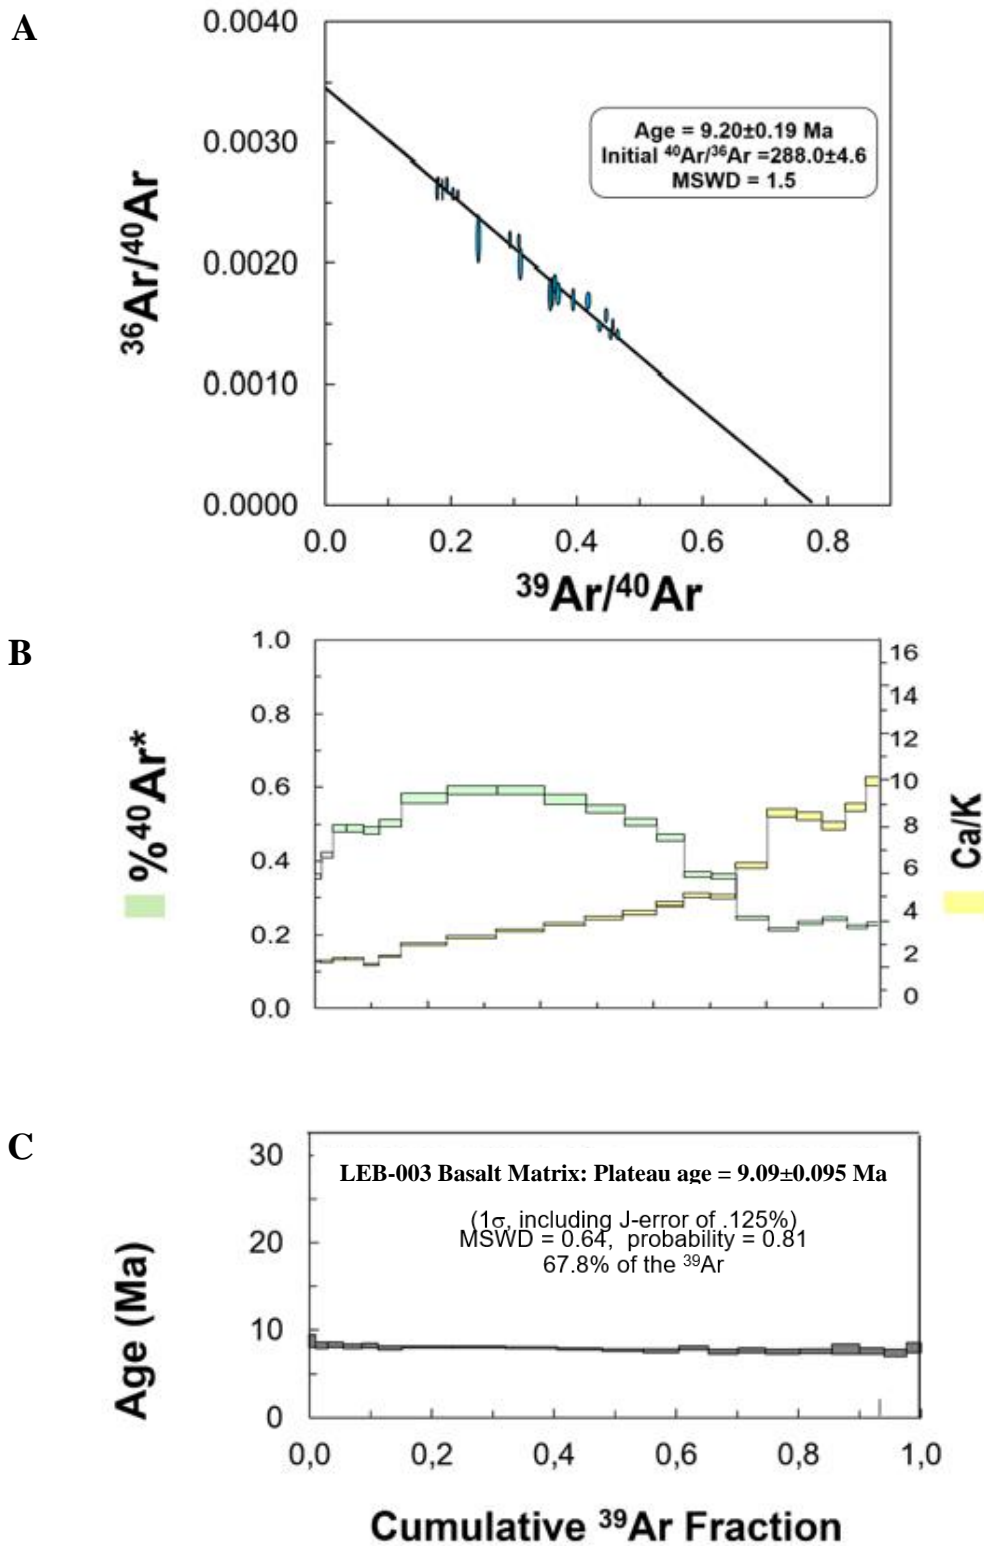 A
0.0040
0.0030
0.0020
0.0010
0.0000
³⁶Ar/⁴⁰Ar
Age = 9.20±0.19 Ma
Initial ⁴⁰Ar/³⁶Ar =288.0±4.6
MSWD = 1.5
0.0 0.2 0.4 0.6 0.8
³⁹Ar/⁴⁰Ar
B
1.0
0.8
0.6
0.4
0.2
0.0
%⁴⁰Ar*
16
14
12
10
8
6
4
2
0
Ca/K
C
30
20
10
0
Age (Ma)
LEB-003 Basalt Matrix: Plateau age = 9.09±0.095 Ma
(1σ, including J-error of .125%)
MSWD = 0.64, probability = 0.81
67.8% of the ³⁹Ar
0,0 0,2 0,4 0,6 0,8 1,0
Cumulative ³⁹Ar Fraction